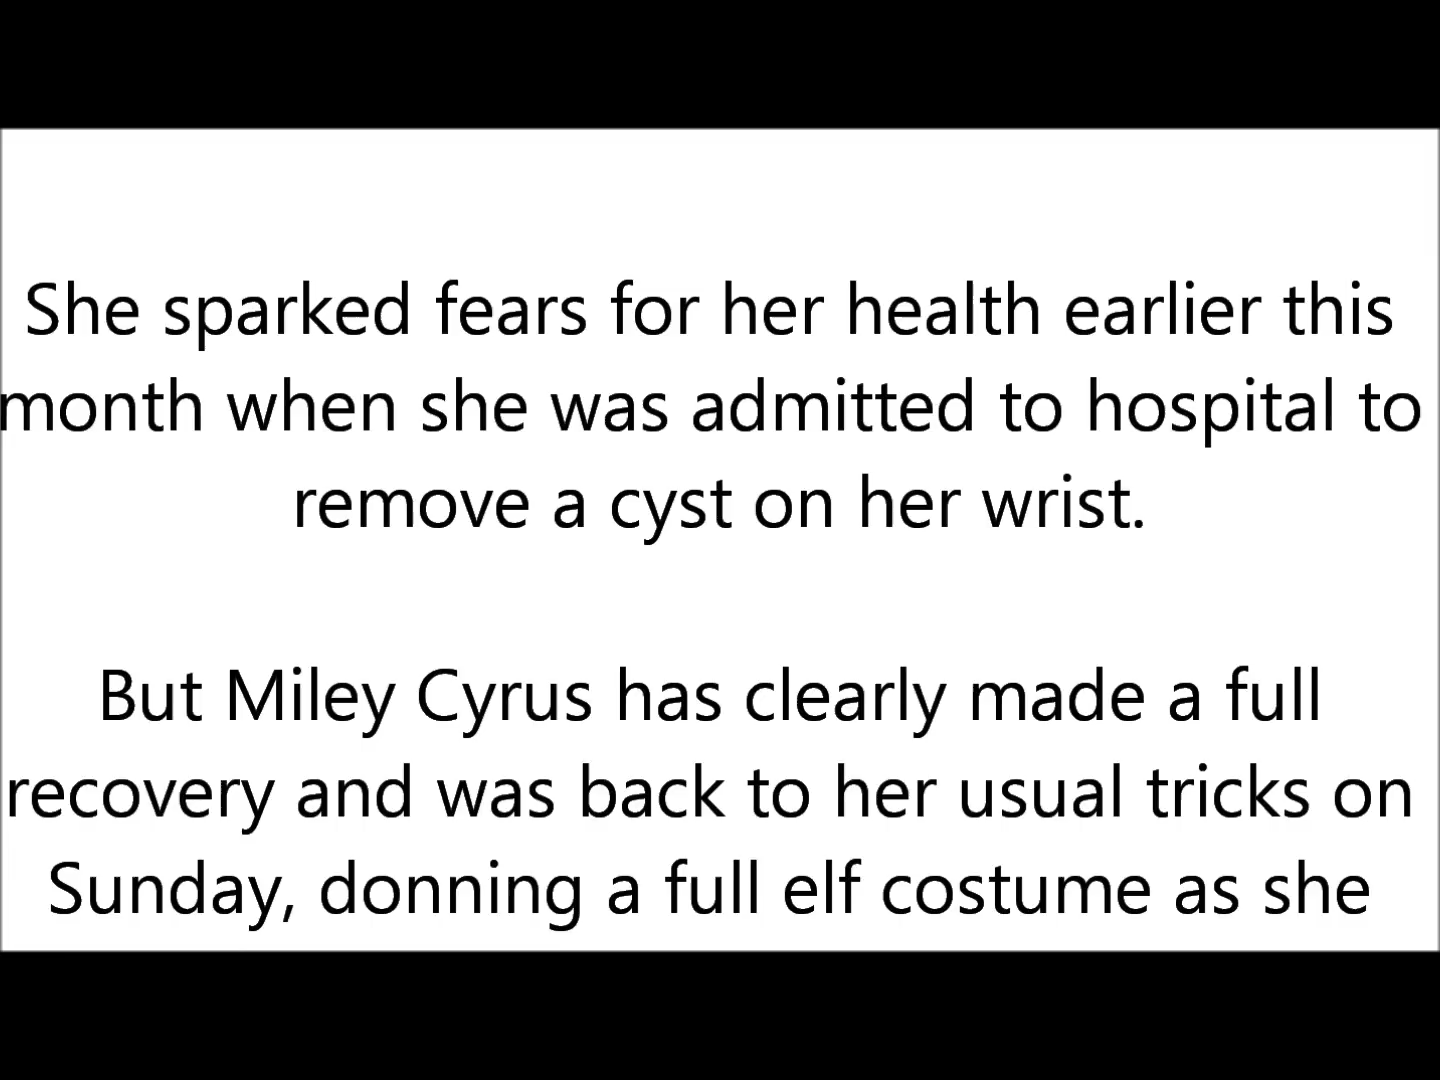 She sparked fears for her health earlier this
month when she was admitted to hospital to
remove a cyst on her wrist.
But Miley Cyrus has clearly made a full
recovery and was back to her usual tricks on
Sunday, donning a full elf costume as she